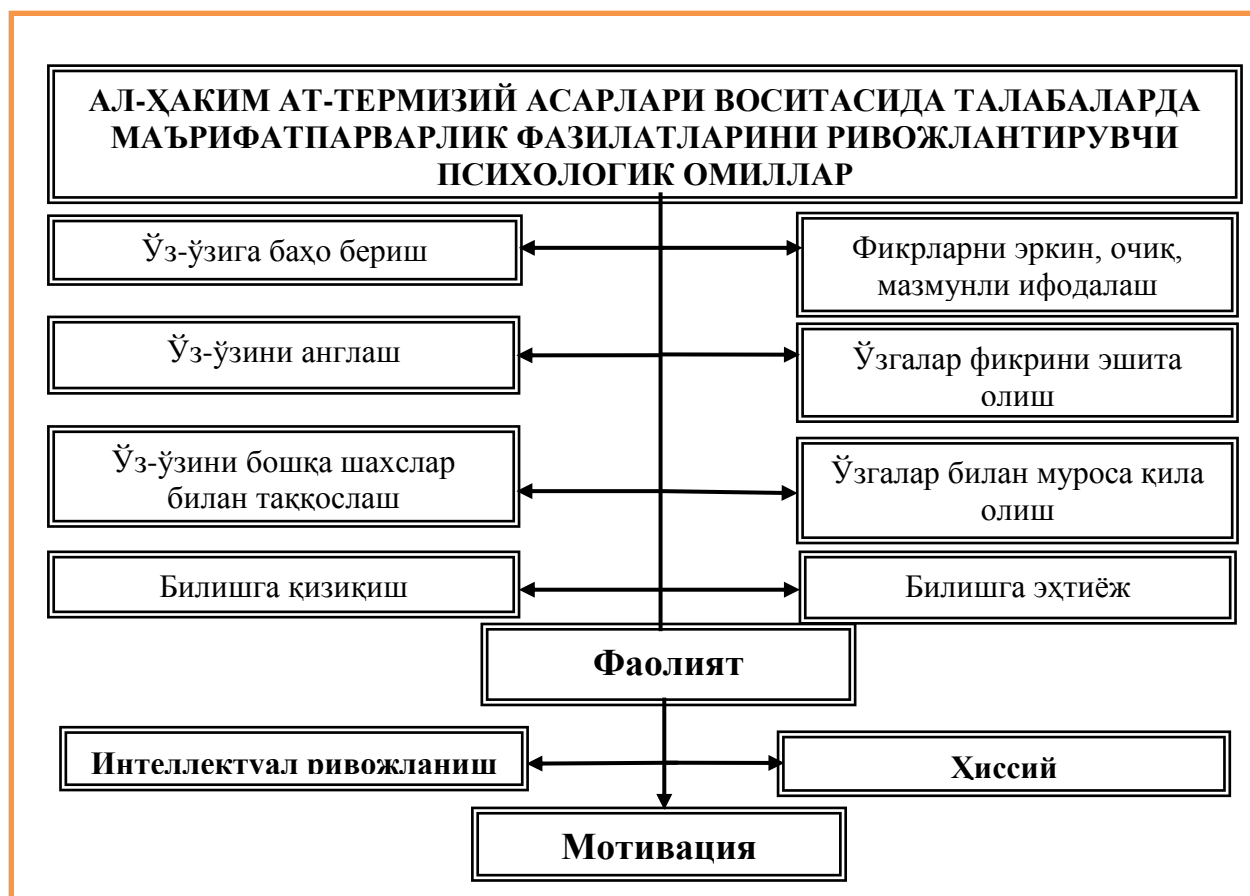 АЛ-ҲАКИМ АТ-ТЕРМИЗИЙ АСАРЛАРИ ВОСИТАСИДА ТАЛАБАЛАРДА
МАЪРИФАТПАРВАРЛИК ФАЗИЛАТЛАРИНИ РИВОЖЛАНТИРУВЧИ
ПСИХОЛОГИК ОМИЛЛАР
Ўз-ўзига баҳо бериш
Фикрларни эркин, очиқ,
мазмунли ифодалаш
Ўз-ўзини англаш
Ўзгалар фикрини эшита
олиш
Ўз-ўзини бошқа шахслар
билан таққослаш
Ўзгалар билан муроса қила
олиш
Билишга қизиқиш
Билишга эҳтиёж
Фаолият
Интеллектуал ривожланиш
Ҳиссий
Мотивация